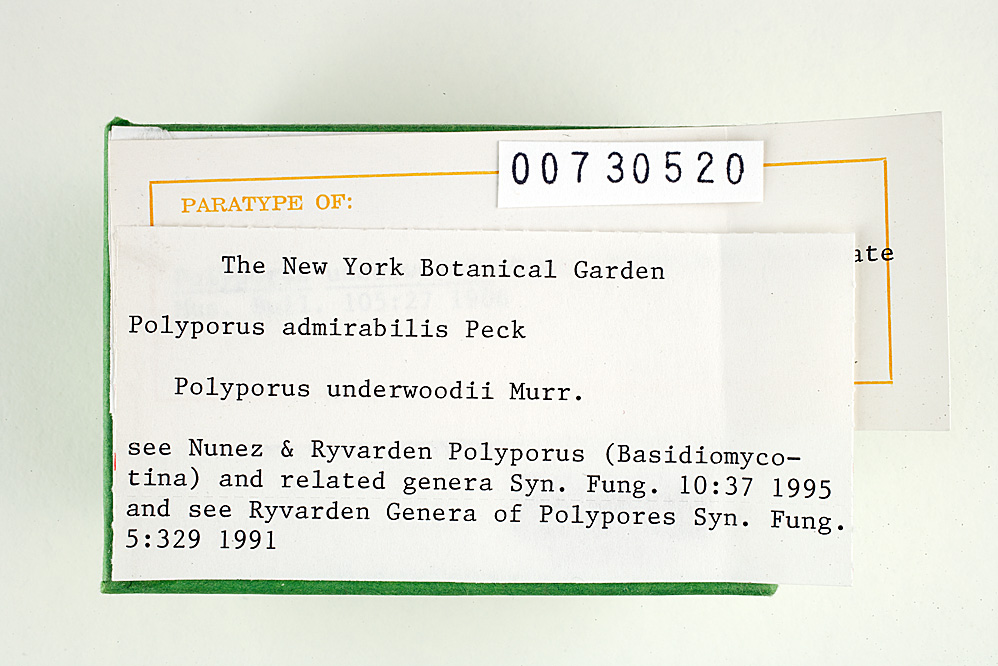 00730520
PARATYPE OF:
ate
The New York Botanical Garden
Polyporus admirabilis Peck
Polyporus underwoodii Murr.
see Nunez & Ryvarden Polyporus (Basidiomyco-
tina) and related genera Syn. Fung. 10:37 1995
and see Ryvarden Genera of Polypores Syn. Fung.
5:329 1991